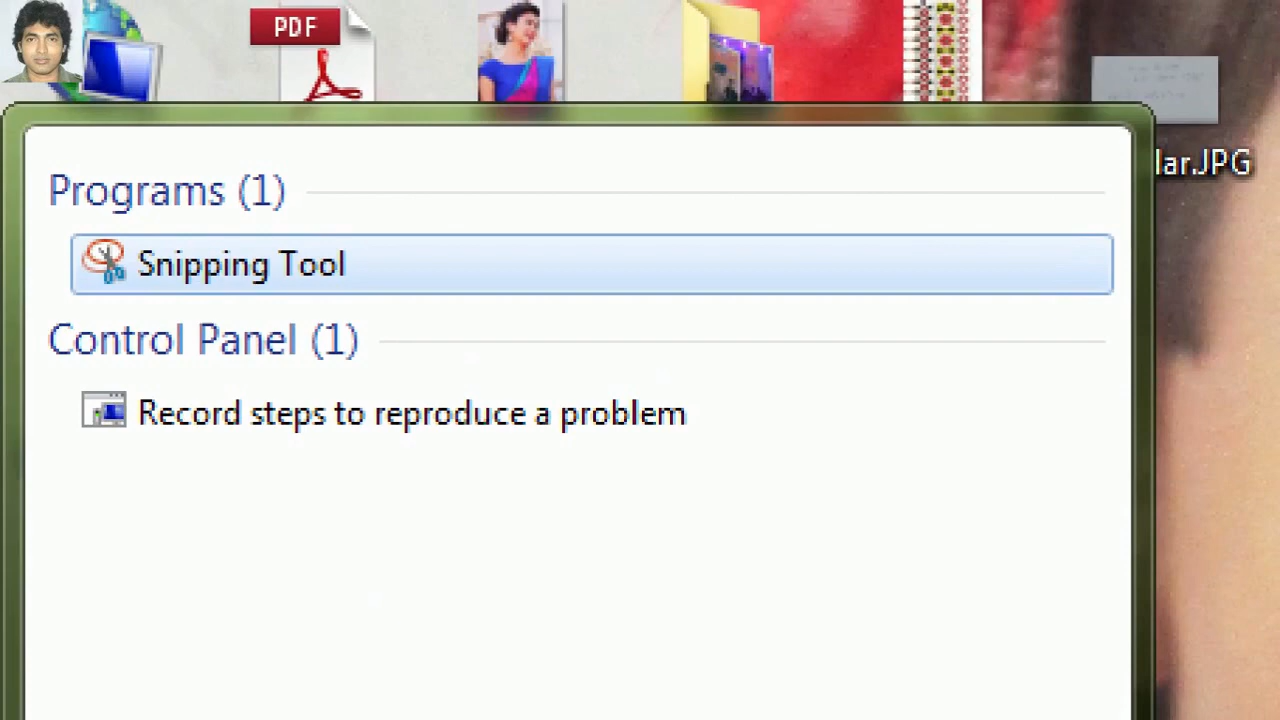 PDF
lar.JPG
Programs (1)
Snipping Tool
Control Panel (1)
Record steps to reproduce a problem